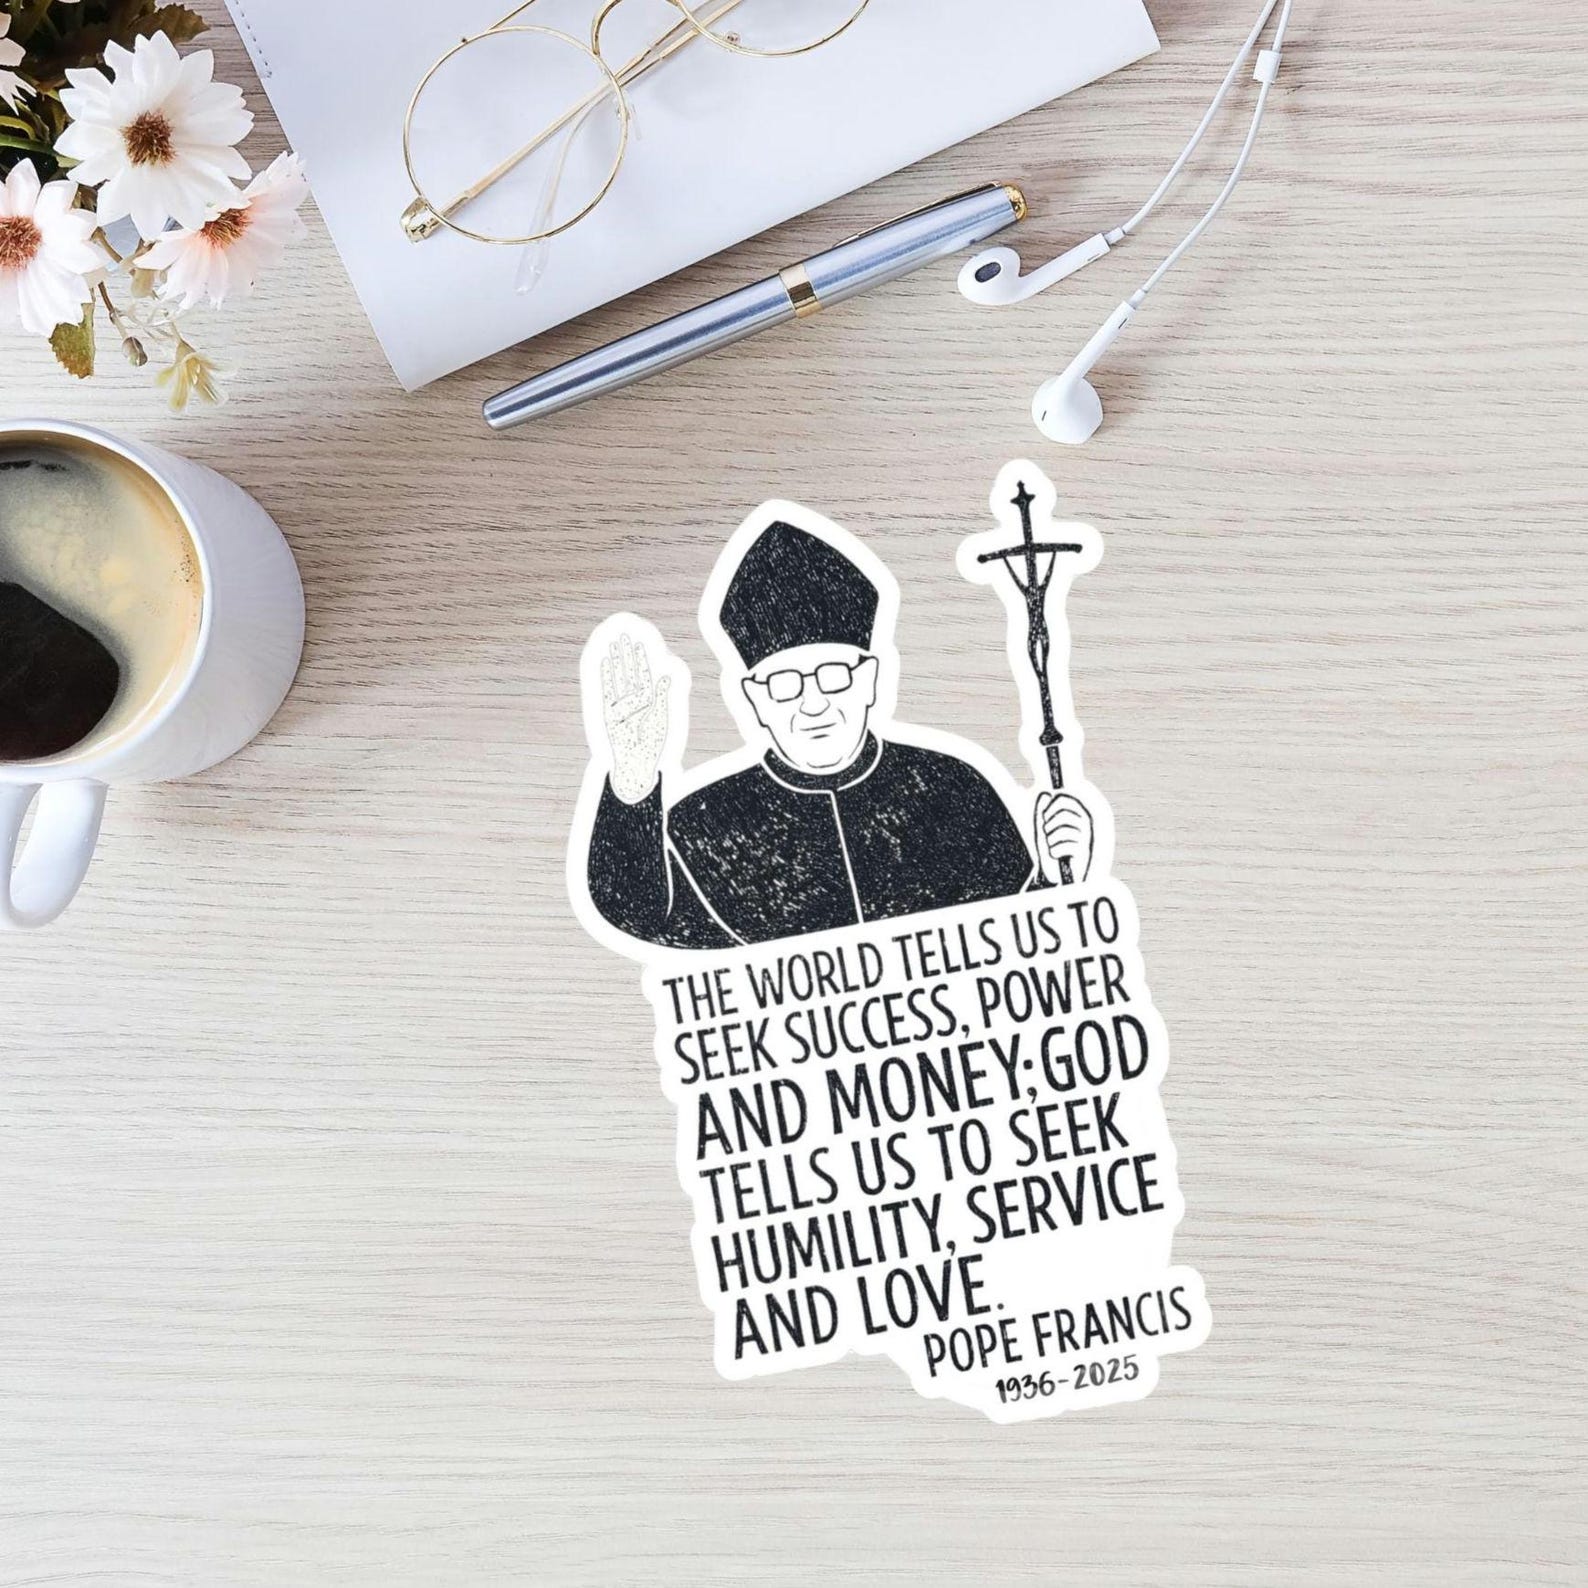 THE WORLD TELLS US TO
SEEK SUCCESS, POWER
AND MONEY; GOD
TELLS US TO SEEK
HUMILITY, SERVICE
AND LOVE.
POPE FRANCIS
1936-2025